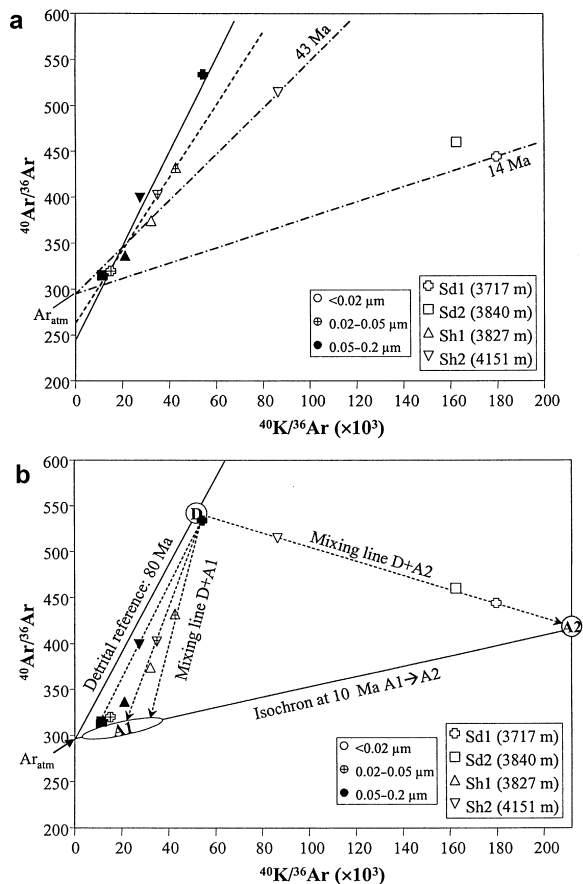 a
600
550
500
450
400
350
300
250
200
40Ar/36Ar
Ar atm
43 Ma
14 Ma
<0.02 µm
0.02–0.05 µm
0.05–0.2 µm
Sd1 (3717 m)
Sd2 (3840 m)
Sh1 (3827 m)
Sh2 (4151 m)
0 20 40 60 80 100 120 140 160 180 200
40K/36Ar (×10³)
b
600
550
500
450
400
350
300
250
200
40Ar/36Ar
Ar atm
D
Detrital reference: 80 Ma
Mixing line D+A1
Mixing line D+A2
A2
A1
Isochron at 10 Ma A1→A2
<0.02 µm
0.02–0.05 µm
0.05–0.2 µm
Sd1 (3717 m)
Sd2 (3840 m)
Sh1 (3827 m)
Sh2 (4151 m)
0 20 40 60 80 100 120 140 160 180 200
40K/36Ar (×10³)